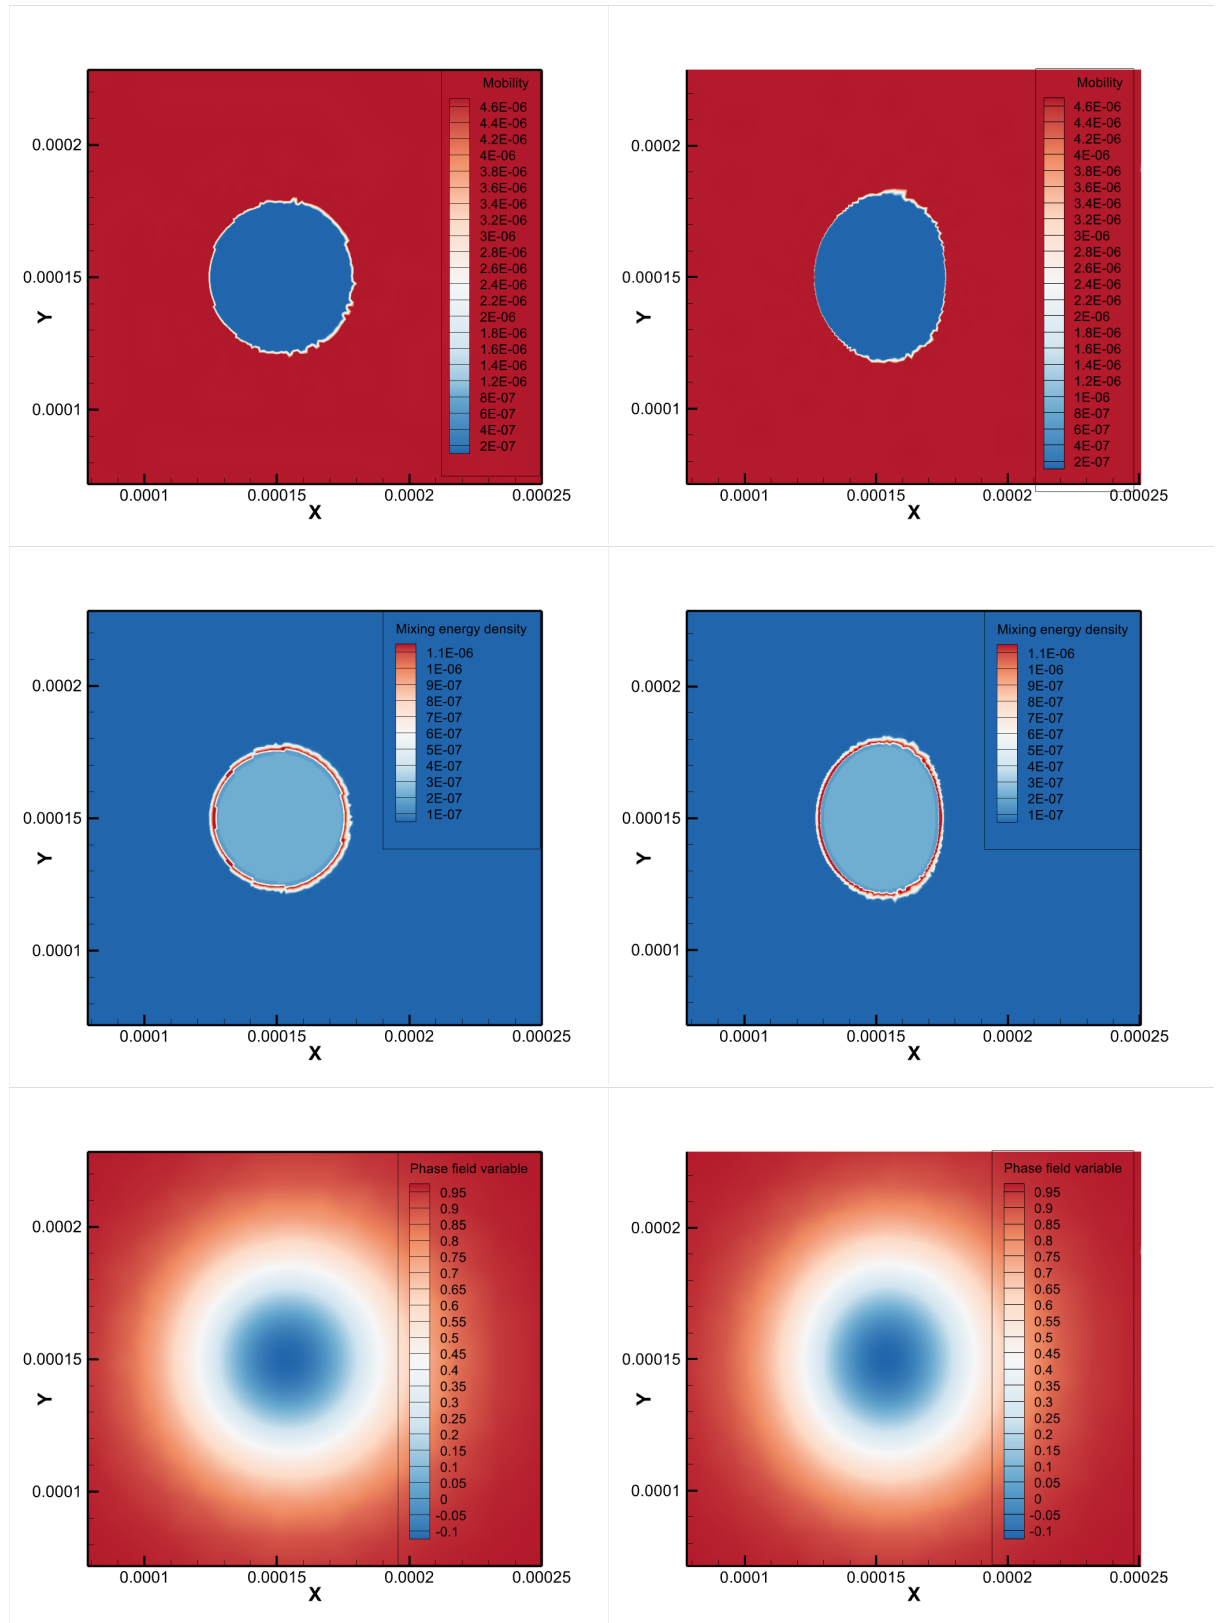 Mobility
4.6E-06
4.4E-06
4.2E-06
4E-06
3.8E-06
3.6E-06
3.4E-06
3.2E-06
3E-06
2.8E-06
2.6E-06
2.4E-06
2.2E-06
2E-06
1.8E-06
1.6E-06
1.4E-06
1.2E-06
8E-07
6E-07
4E-07
2E-07
0.0002
0.00015
0.0001
Y
0.0001
0.00015
0.0002
0.00025
X
Mobility
4.6E-06
4.4E-06
4.2E-06
4E-06
3.8E-06
3.6E-06
3.4E-06
3.2E-06
3E-06
2.8E-06
2.6E-06
2.4E-06
2.2E-06
2E-06
1.8E-06
1.6E-06
1.4E-06
1.2E-06
1E-06
8E-07
6E-07
4E-07
2E-07
0.0002
0.00015
0.0001
Y
0.0001
0.00015
0.0002
0.00025
X
Mixing energy density
1.1E-06
1E-06
9E-07
8E-07
7E-07
6E-07
5E-07
4E-07
3E-07
2E-07
1E-07
0.0002
0.00015
0.0001
Y
0.0001
0.00015
0.0002
0.00025
X
Mixing energy density
1.1E-06
1E-06
9E-07
8E-07
7E-07
6E-07
5E-07
4E-07
3E-07
2E-07
1E-07
0.0002
0.00015
0.0001
Y
0.0001
0.00015
0.0002
0.00025
X
Phase field variable
0.95
0.9
0.85
0.8
0.75
0.7
0.65
0.6
0.55
0.5
0.45
0.4
0.35
0.3
0.25
0.2
0.15
0.1
0.05
0
-0.05
-0.1
0.0002
0.00015
0.0001
Y
0.0001
0.00015
0.0002
0.00025
X
Phase field variable
0.95
0.9
0.85
0.8
0.75
0.7
0.65
0.6
0.55
0.5
0.45
0.4
0.35
0.3
0.25
0.2
0.15
0.1
0.05
0
-0.05
-0.1
0.0002
0.00015
0.0001
Y
0.0001
0.00015
0.0002
0.00025
X